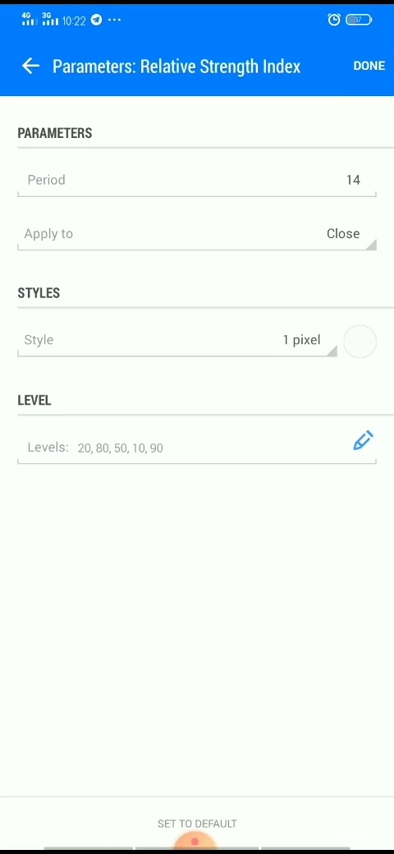 4G 3G 10:22 ... 17
Parameters: Relative Strength Index DONE
PARAMETERS
Period 14
Apply to Close
STYLES
Style 1 pixel
LEVEL
Levels: 20, 80, 50, 10, 90
SET TO DEFAULT